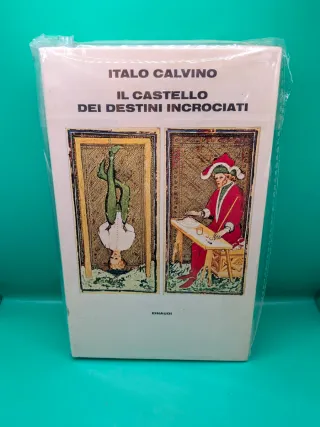 ITALO CALVINO
IL CASTELLO
DEI DESTINI INCROCIATI
EINAUDI